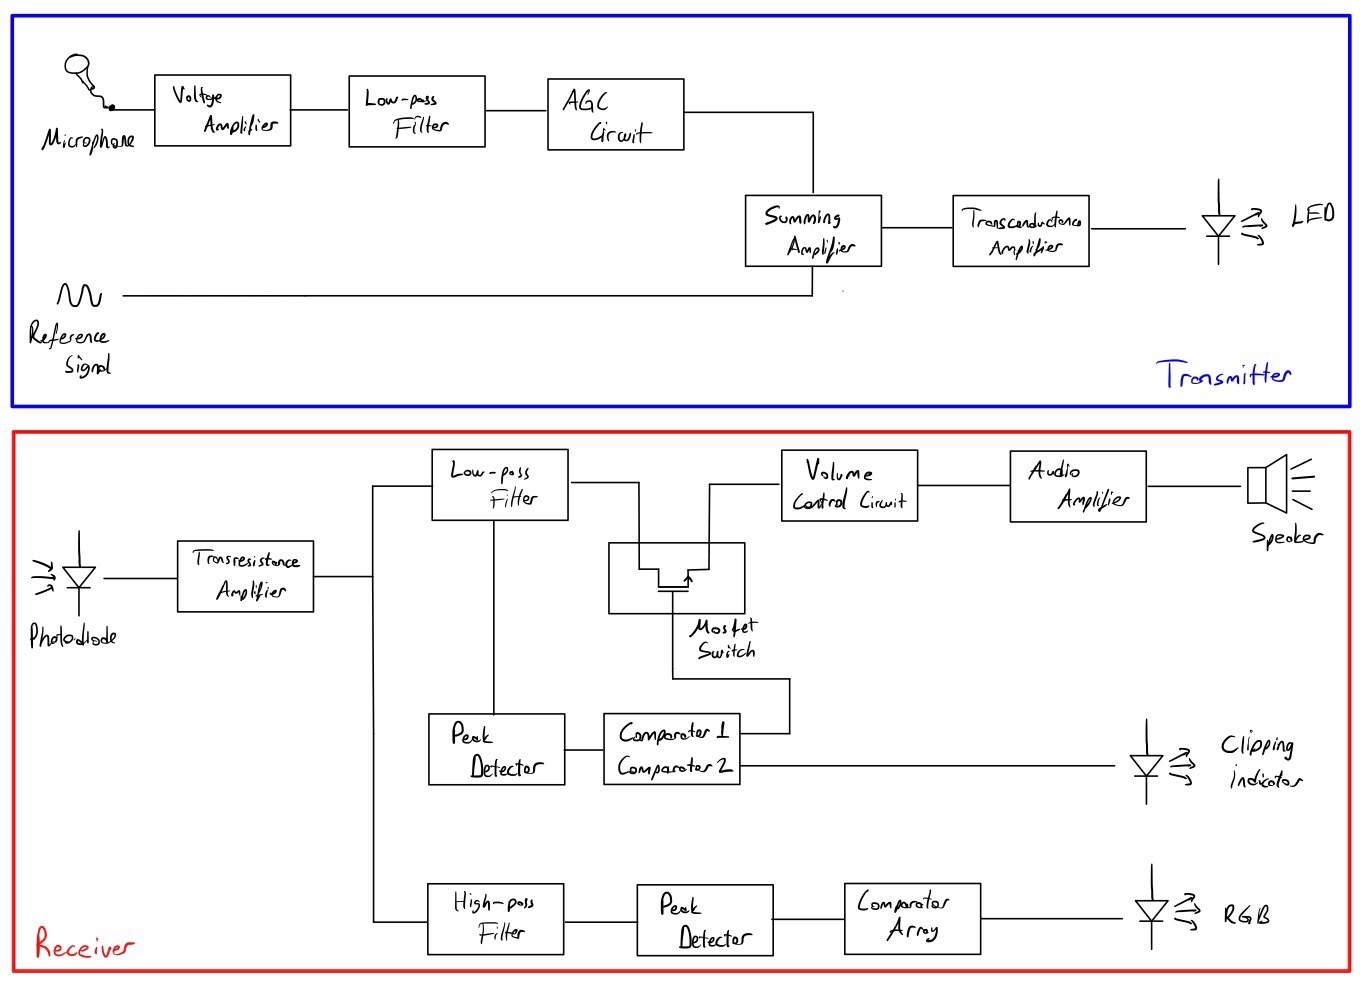 Voltage
Amplifier
Low-pass
Filter
AGC
Circuit
Microphone
Summing
Amplifier
Transconductance
Amplifier
LED
Reference
Signal
Transmitter
Low-pass
Filter
Volume
Control Circuit
Audio
Amplifier
Speaker
Transresistance
Amplifier
Photodiode
Mosfet
Switch
Peak
Detector
Comparator 1
Comparator 2
Clipping
indicator
High-pass
Filter
Peak
Detector
Comparator
Array
RGB
Receiver